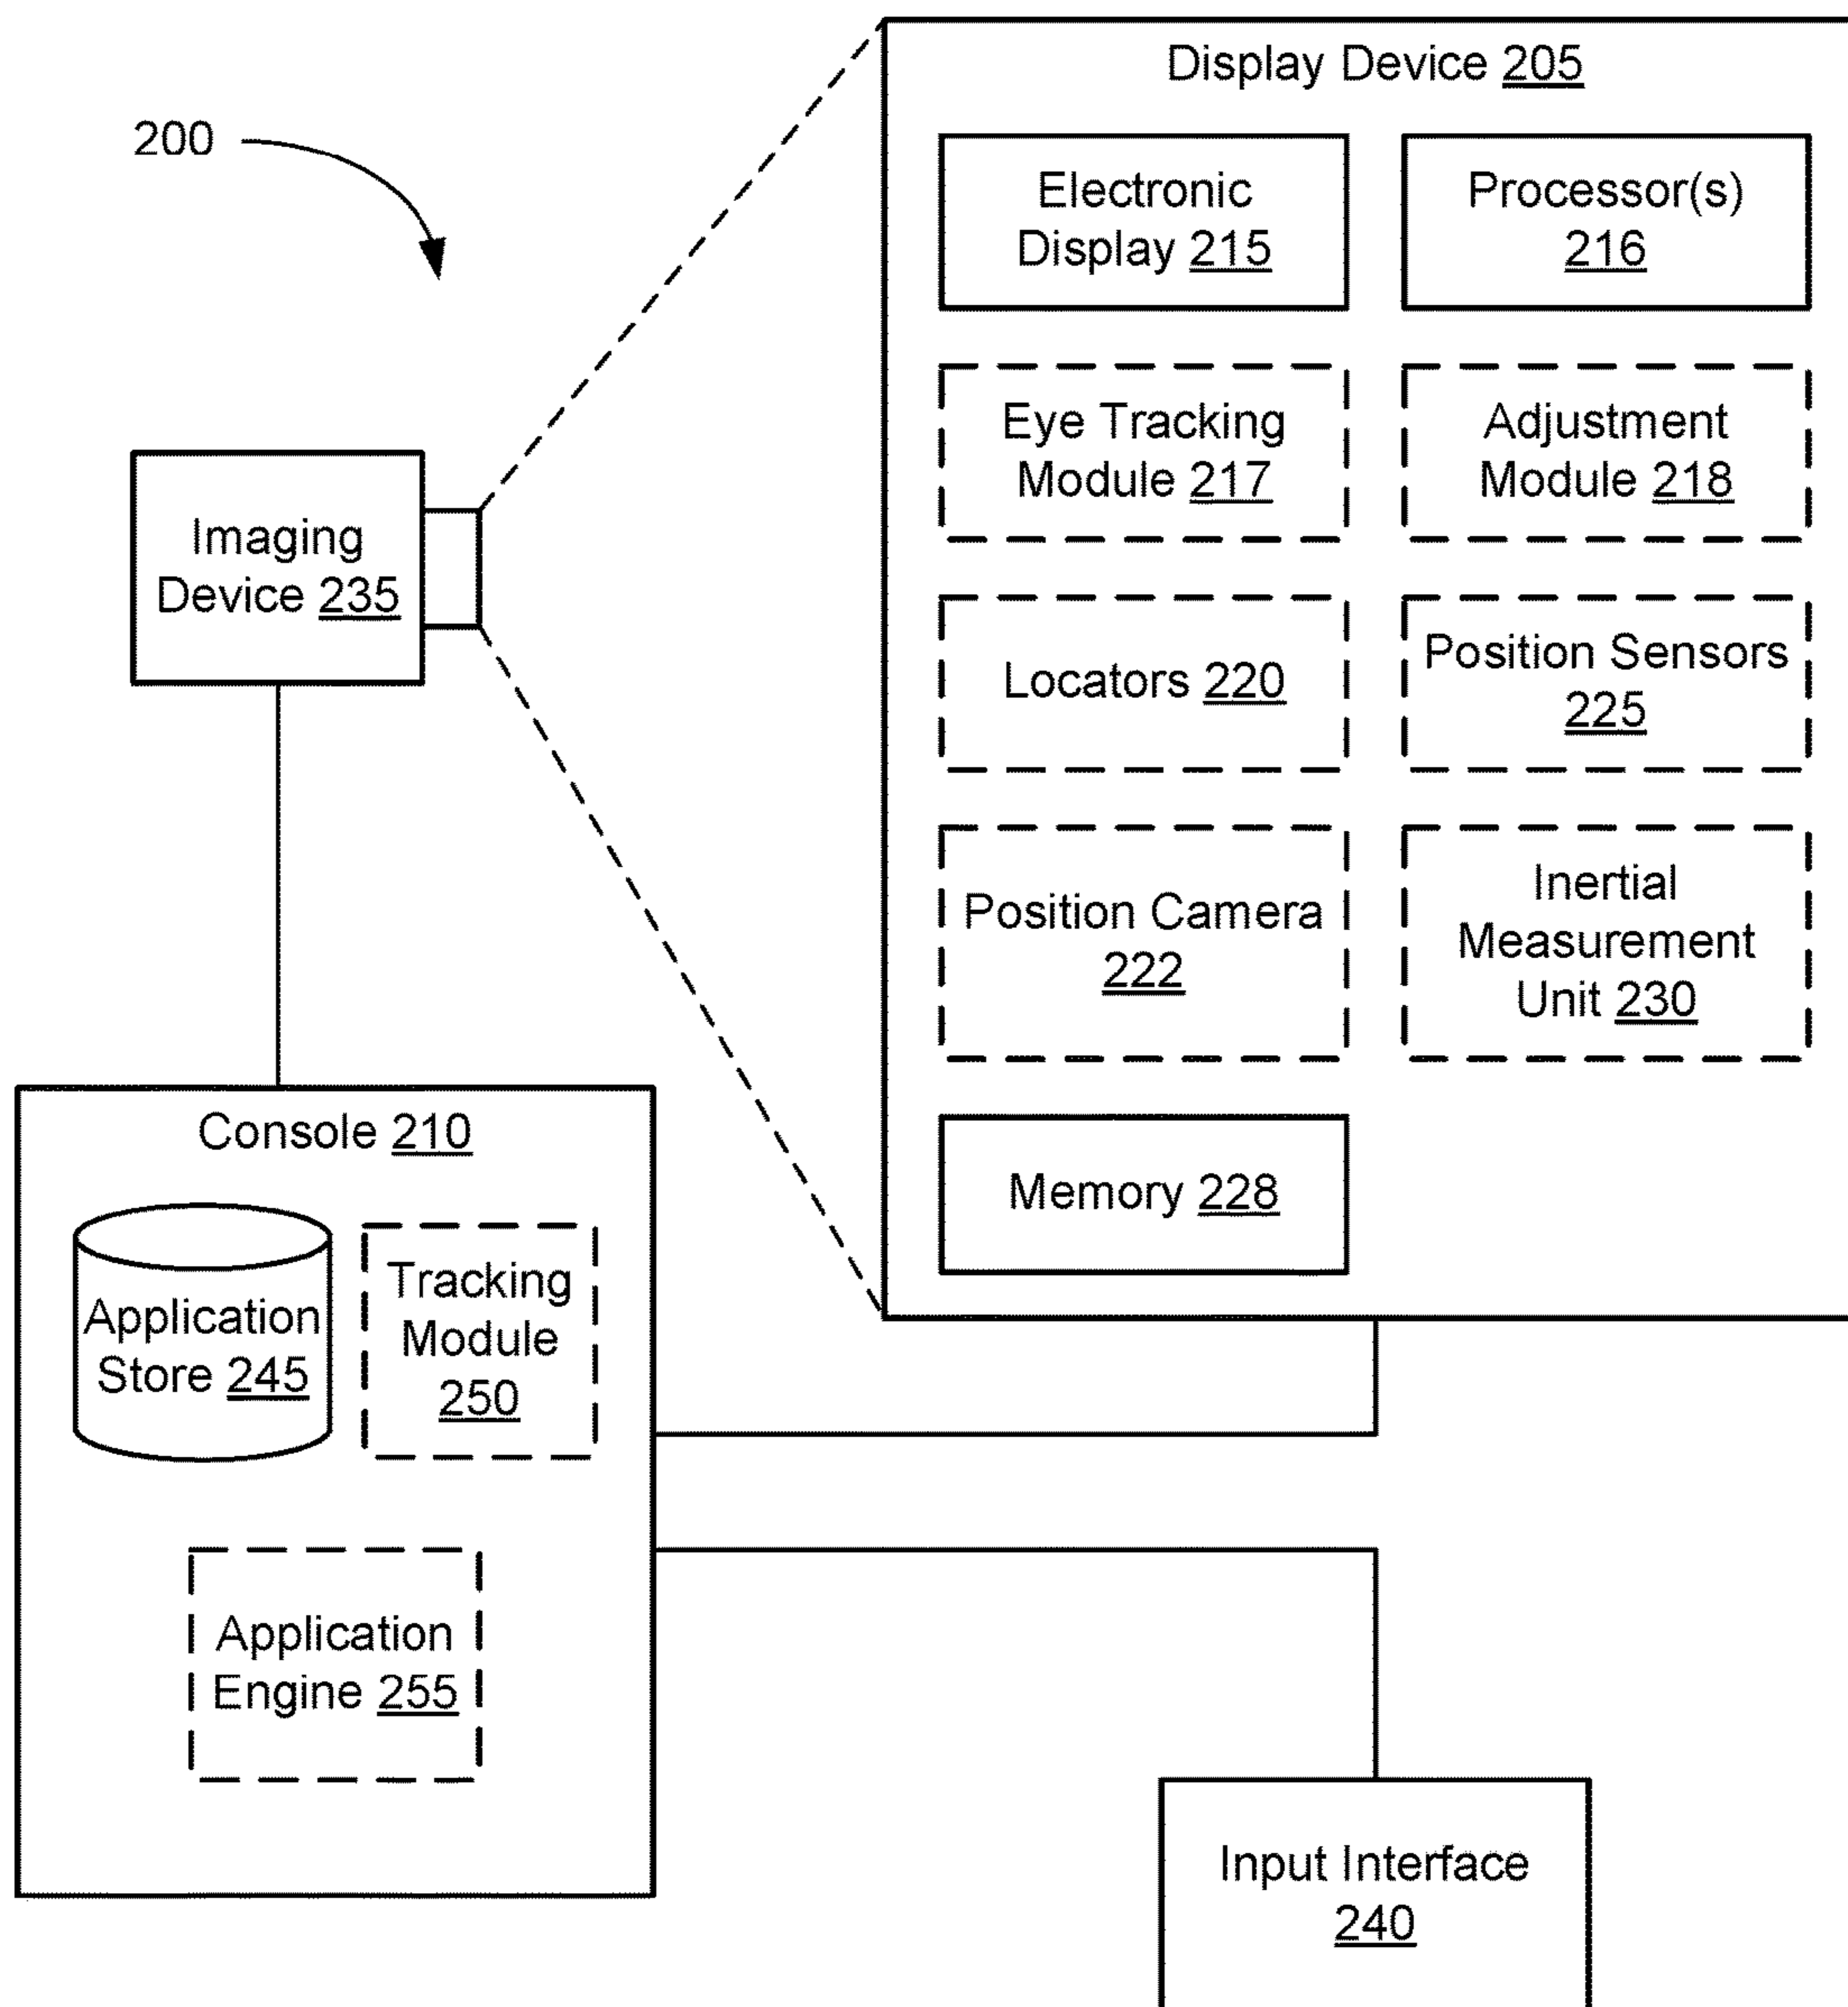 200
Display Device 205
Electronic
Display 215
Processor(s)
216
Eye Tracking
Module 217
Adjustment
Module 218
Imaging
Device 235
Locators 220
Position Sensors
225
Position Camera
222
Inertial
Measurement
Unit 230
Memory 228
Console 210
Application
Store 245
Tracking
Module
250
Application
Engine 255
Input Interface
240